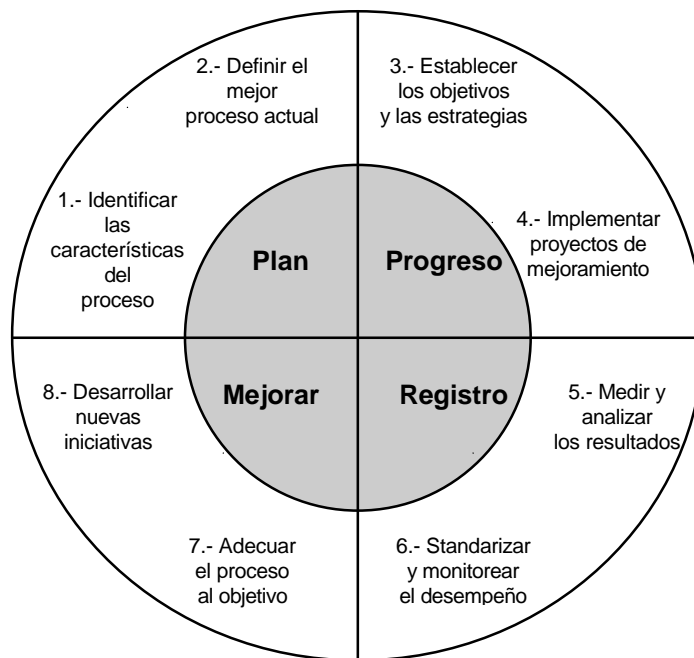 2.- Definir el
mejor
proceso actual
3.- Establecer
los objetivos
y las estrategias
1.- Identificar
las
características
del
proceso
4.- Implementar
proyectos de
mejoramiento
Plan
Progreso
Mejorar
Registro
8.- Desarrollar
nuevas
iniciativas
5.- Medir y
analizar
los resultados
7.- Adecuar
el proceso
al objetivo
6.- Standarizar
y monitorear
el desempeño